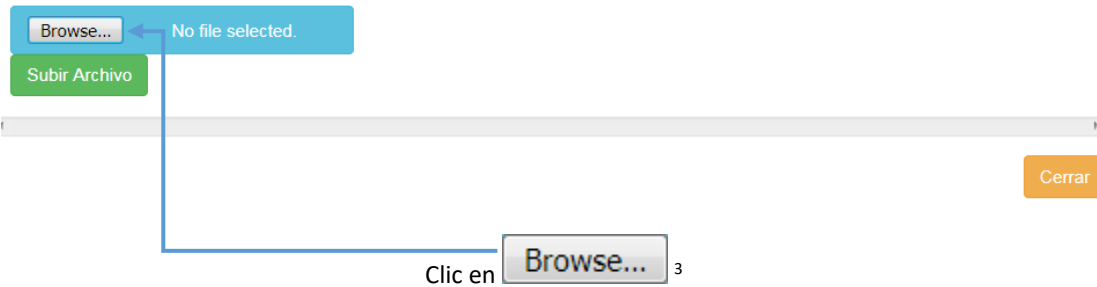 Browse... No file selected.
Subir Archivo
Cerrar
Clic en Browse... 3